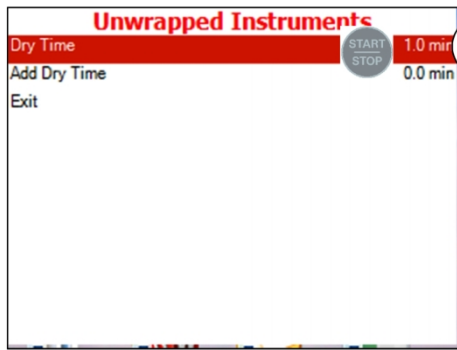 Unwrapped Instruments
Dry Time 1.0 min
START
STOP
Add Dry Time 0.0 min
Exit